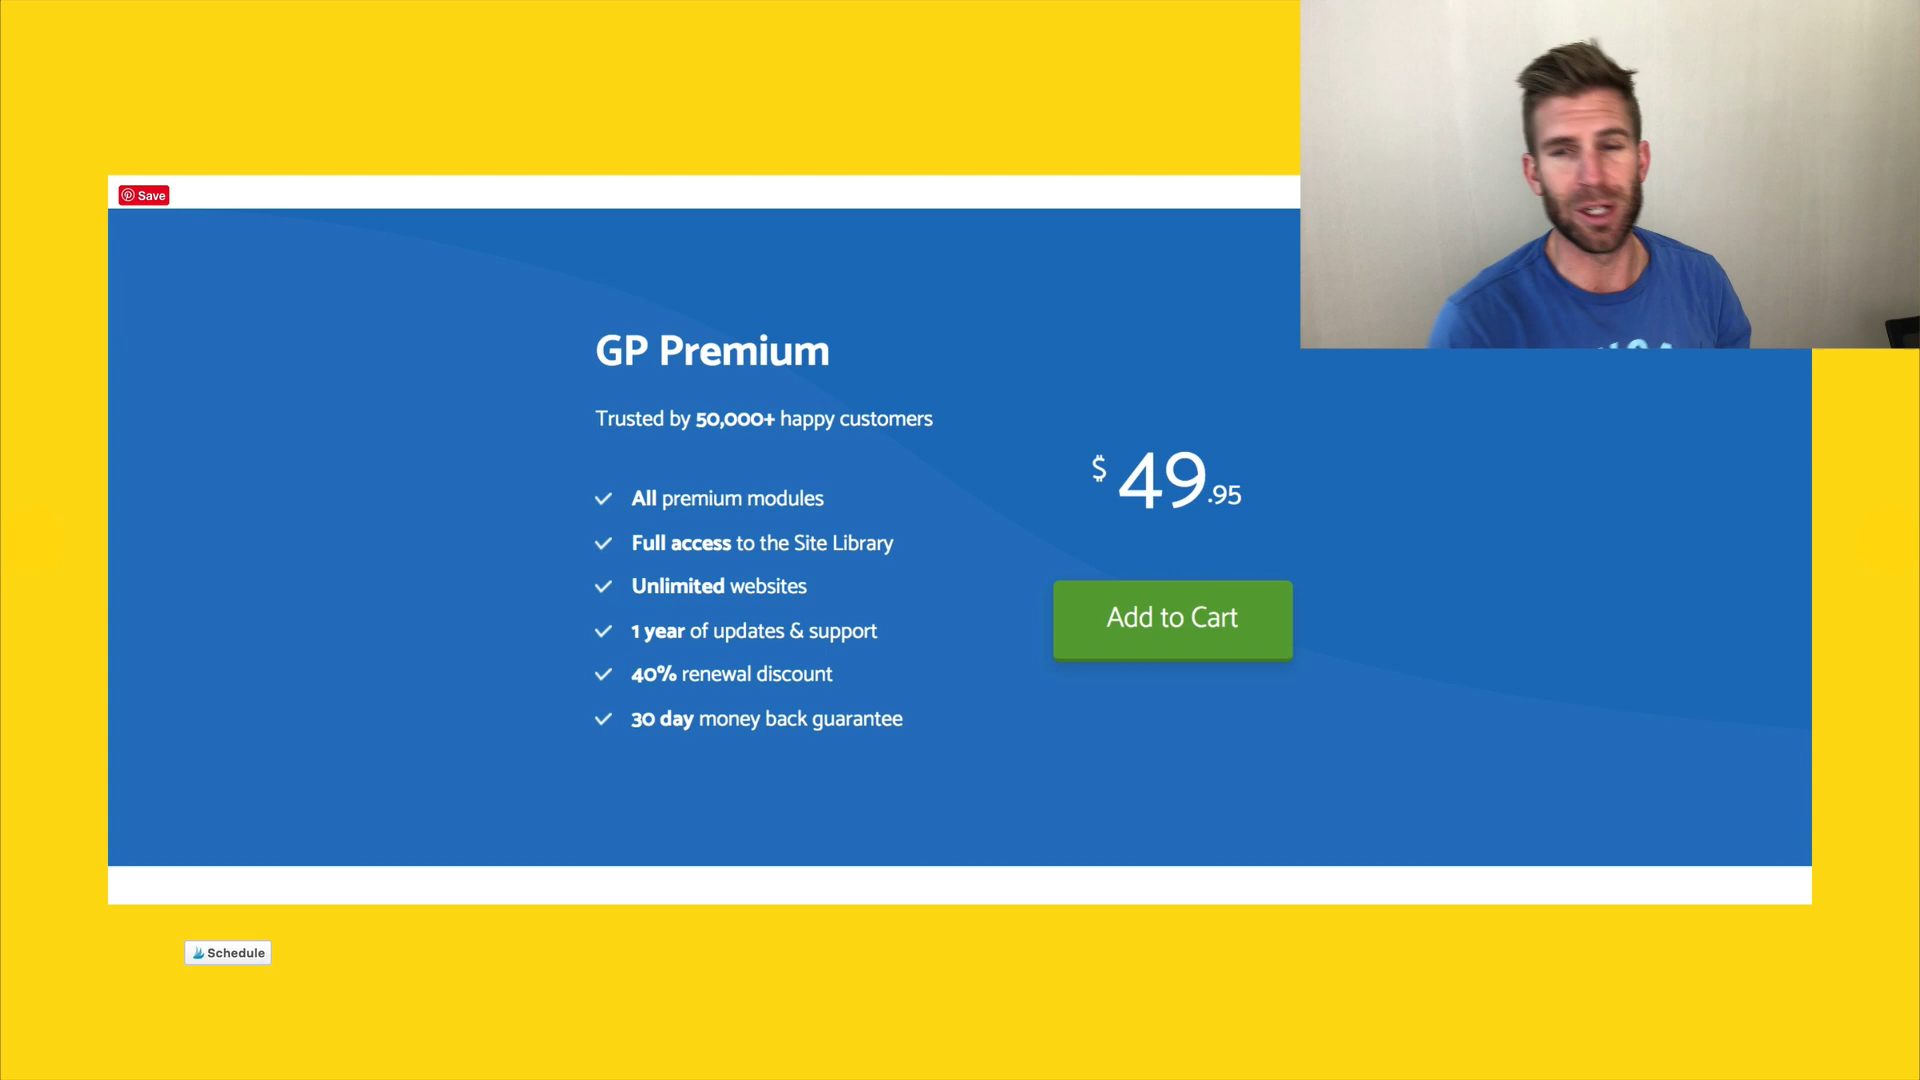 Save
GP Premium
Trusted by 50,000+ happy customers
All premium modules
Full access to the Site Library
Unlimited websites
1 year of updates & support
40% renewal discount
30 day money back guarantee
$ 49.95
Add to Cart
Schedule